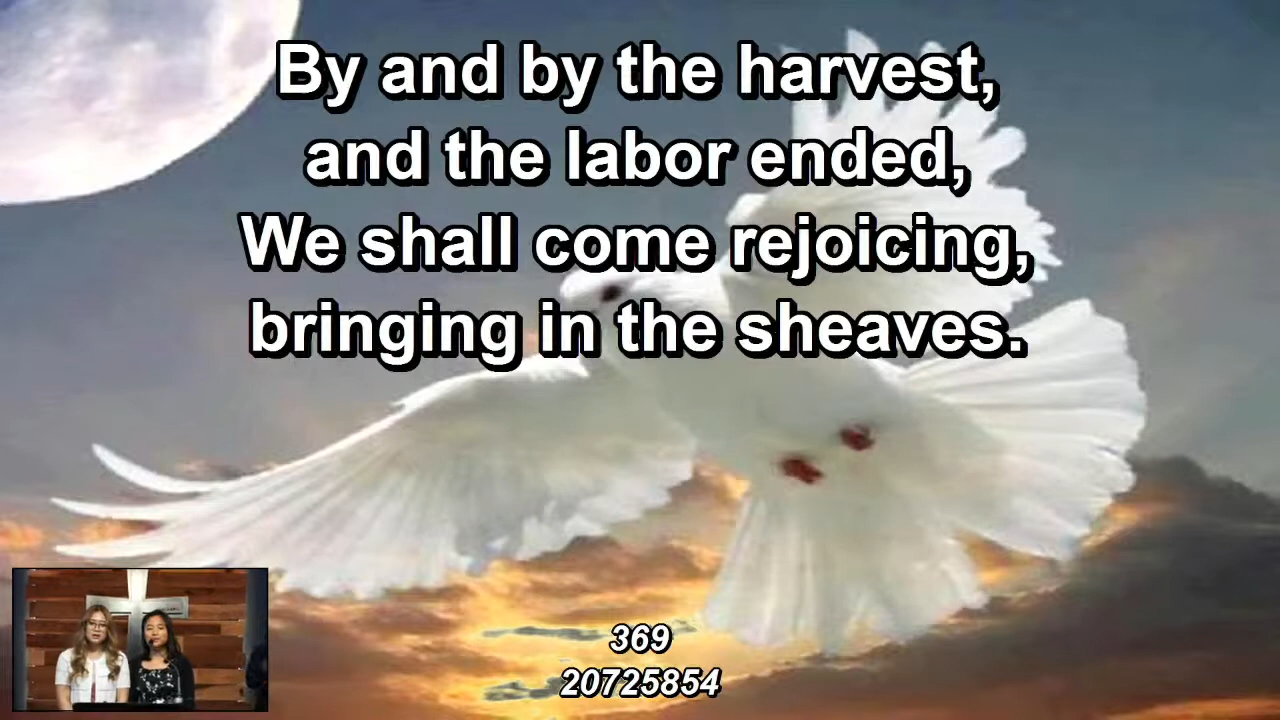 By and by the harvest,
and the labor ended,
We shall come rejoicing,
bringing in the sheaves.
369
20725854